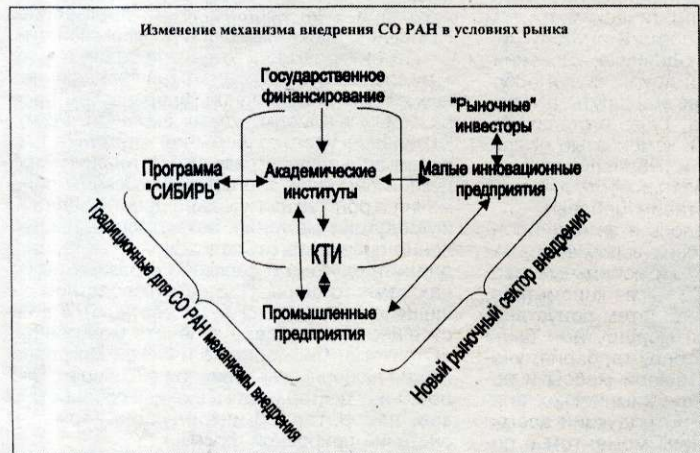 Изменение механизма внедрения СО РАН в условиях рынка
Государственное
финансирование
"Рыночные"
инвесторы
Программа
"СИБИРЬ"
Академические
институты
Малые инновационные
предприятия
КТИ
Промышленные
предприятия
Традиционные для СО РАН механизмы внедрения
Новый рыночный сектор внедрения